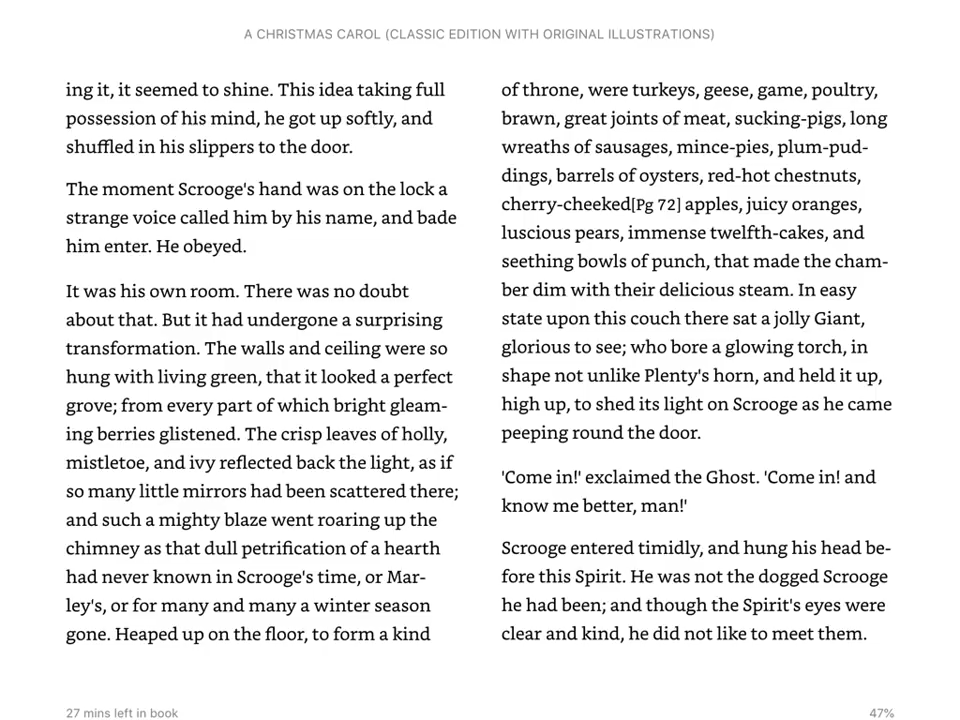 A CHRISTMAS CAROL (CLASSIC EDITION WITH ORIGINAL ILLUSTRATIONS)
ing it, it seemed to shine. This idea taking full
possession of his mind, he got up softly, and
shuffled in his slippers to the door.
The moment Scrooge's hand was on the lock a
strange voice called him by his name, and bade
him enter. He obeyed.
It was his own room. There was no doubt
about that. But it had undergone a surprising
transformation. The walls and ceiling were so
hung with living green, that it looked a perfect
grove; from every part of which bright gleam-
ing berries glistened. The crisp leaves of holly,
mistletoe, and ivy reflected back the light, as if
so many little mirrors had been scattered there;
and such a mighty blaze went roaring up the
chimney as that dull petrification of a hearth
had never known in Scrooge's time, or Mar-
ley's, or for many and many a winter season
gone. Heaped up on the floor, to form a kind
of throne, were turkeys, geese, game, poultry,
brawn, great joints of meat, sucking-pigs, long
wreaths of sausages, mince-pies, plum-pud-
dings, barrels of oysters, red-hot chestnuts,
cherry-cheeked[Pg 72] apples, juicy oranges,
luscious pears, immense twelfth-cakes, and
seething bowls of punch, that made the cham-
ber dim with their delicious steam. In easy
state upon this couch there sat a jolly Giant,
glorious to see; who bore a glowing torch, in
shape not unlike Plenty's horn, and held it up,
high up, to shed its light on Scrooge as he came
peeping round the door.
'Come in!' exclaimed the Ghost. 'Come in! and
know me better, man!'
Scrooge entered timidly, and hung his head be-
fore this Spirit. He was not the dogged Scrooge
he had been; and though the Spirit's eyes were
clear and kind, he did not like to meet them.
27 mins left in book
47%